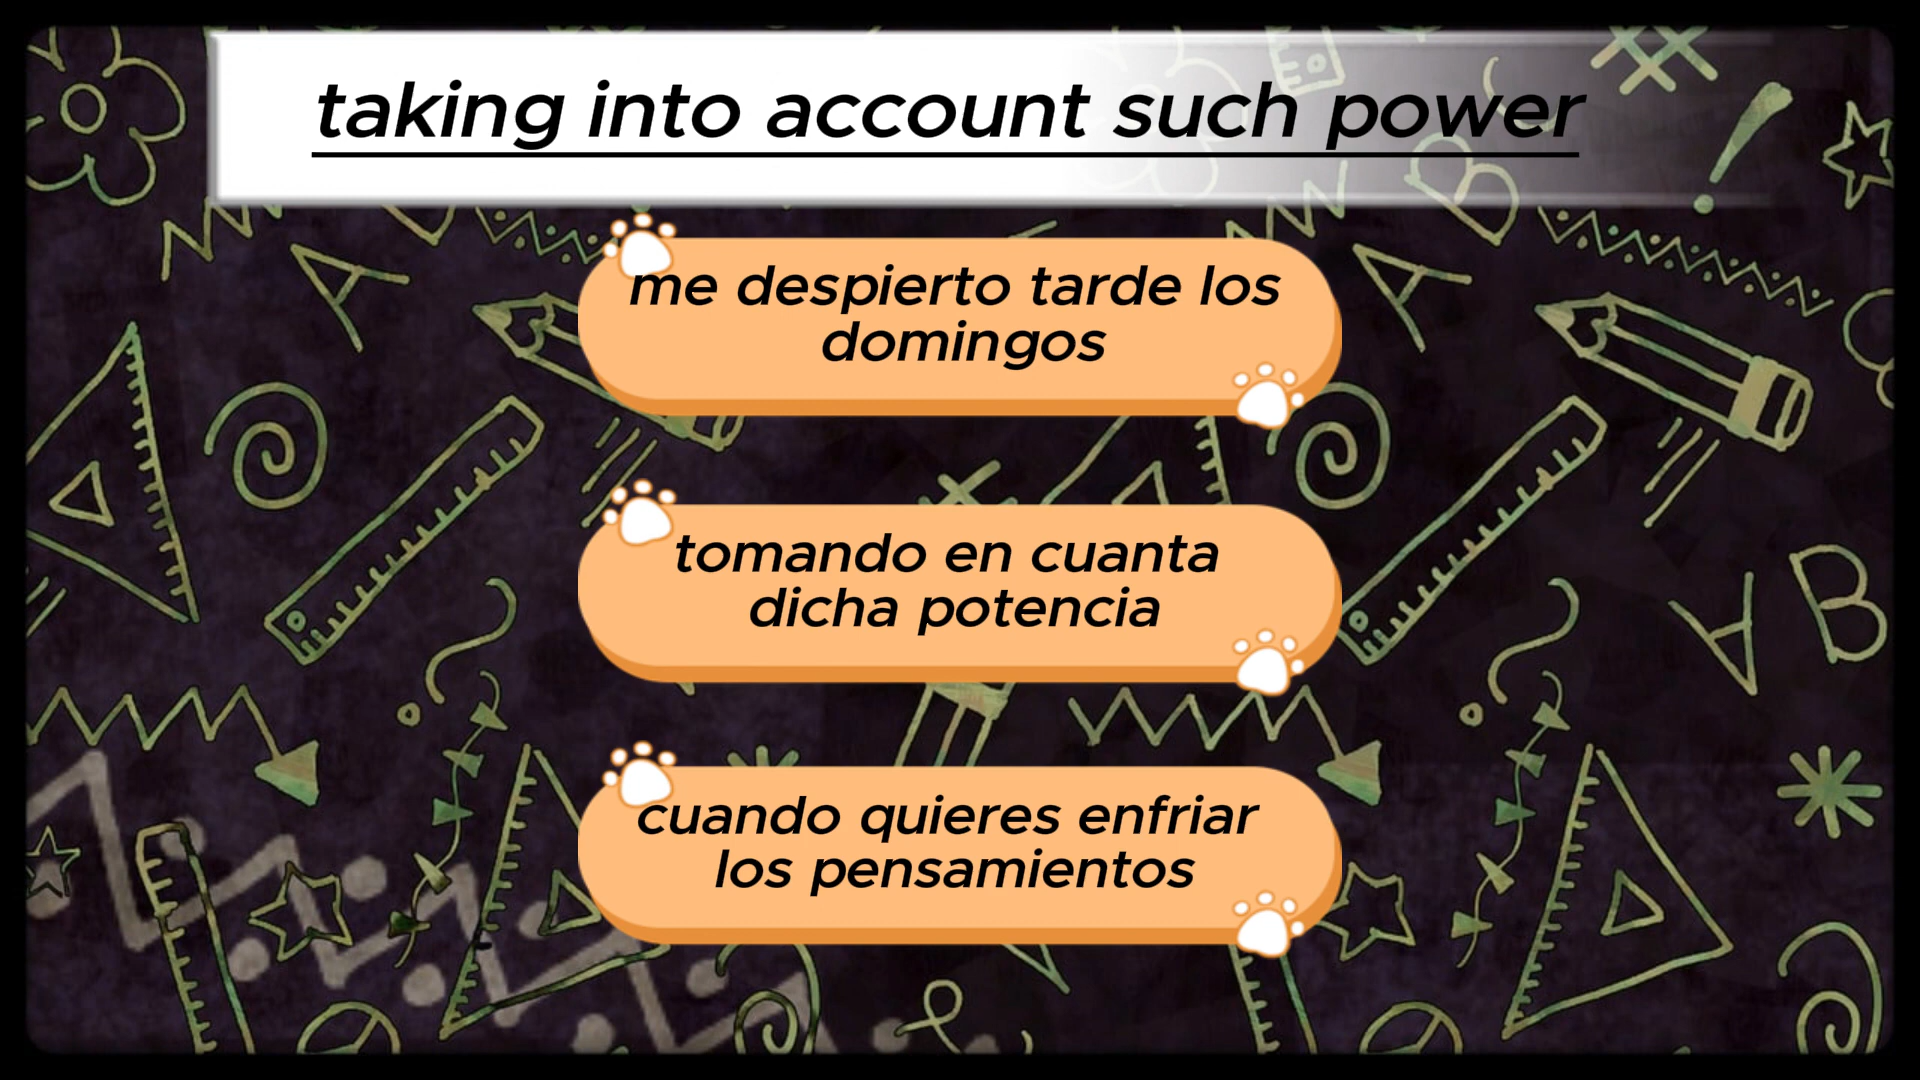 taking into account such power
me despierto tarde los
domingos
tomando en cuanta
dicha potencia
cuando quieres enfriar
los pensamientos